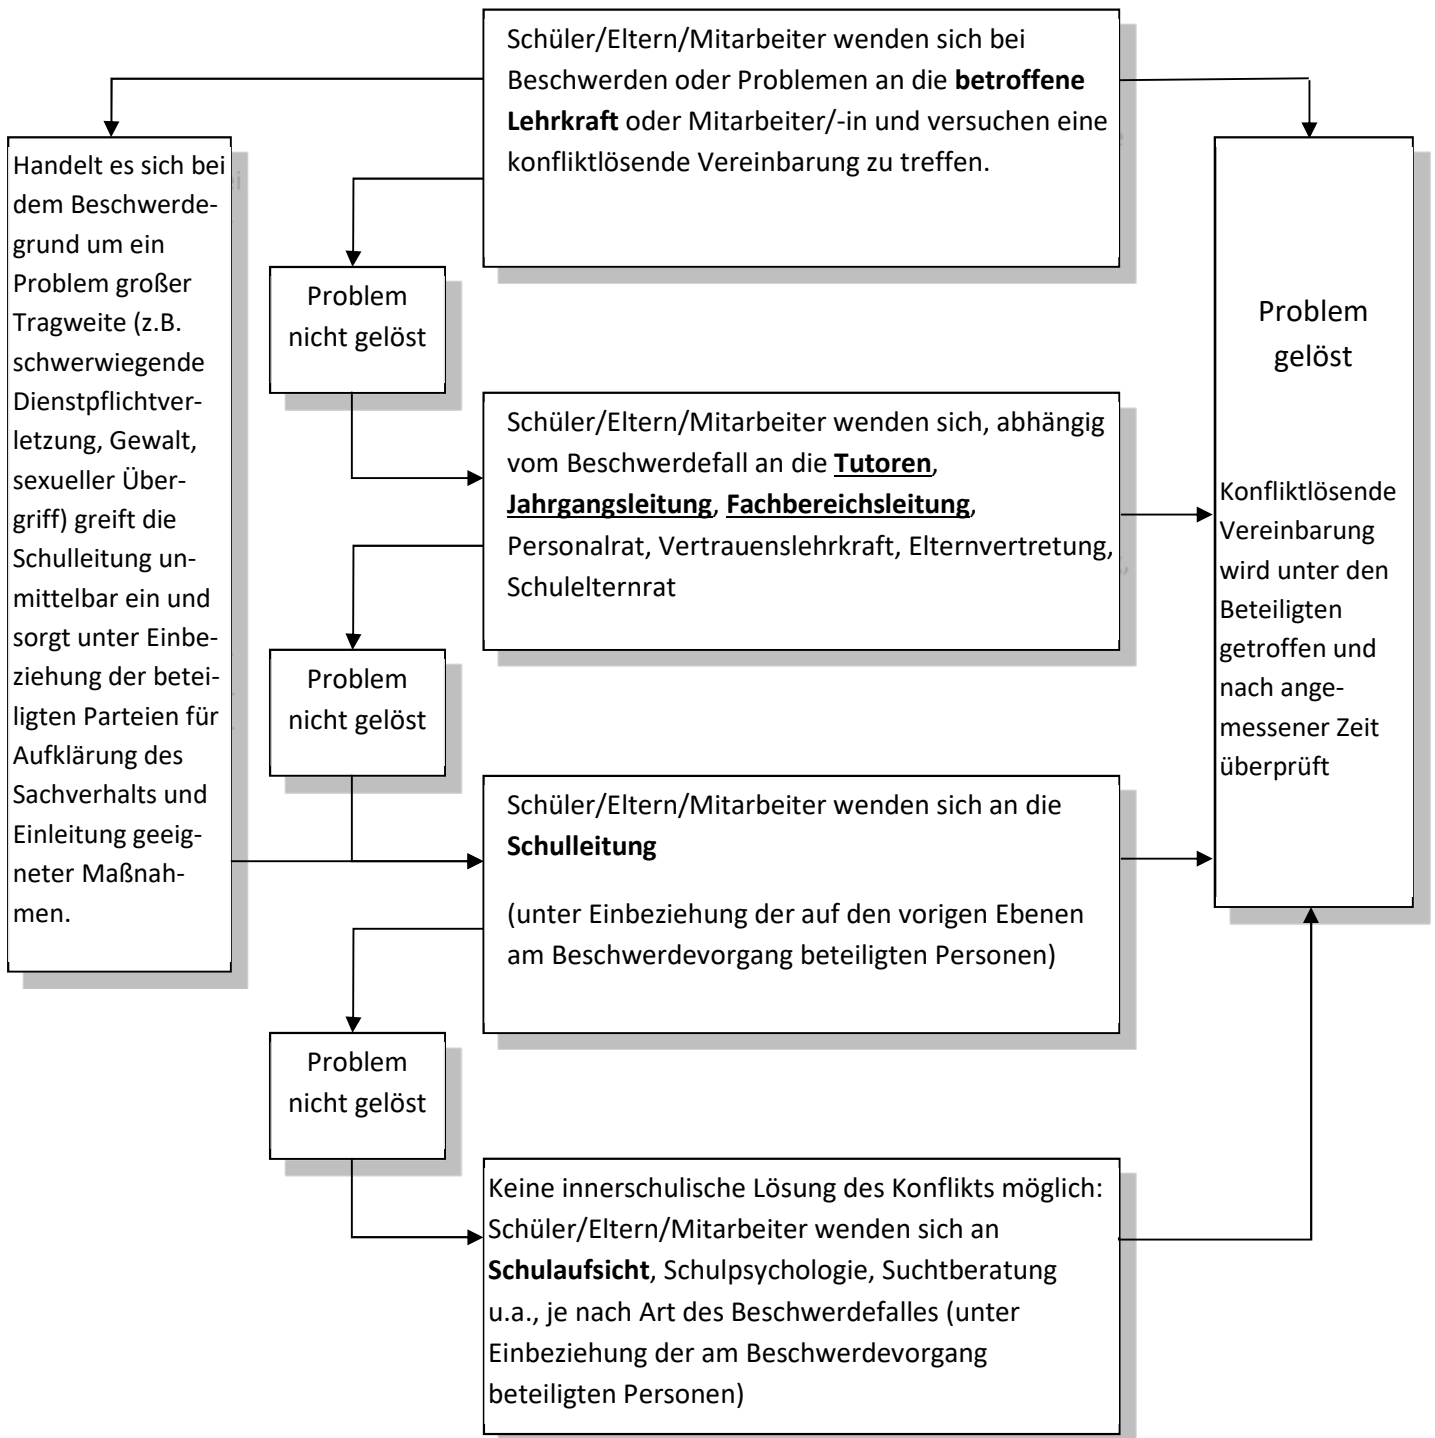 Schüler/Eltern/Mitarbeiter wenden sich bei
Beschwerden oder Problemen an die betroffene
Lehrkraft oder Mitarbeiter/-in und versuchen eine
konfliktlösende Vereinbarung zu treffen.
Handelt es sich bei
dem Beschwerde-
grund um ein
Problem großer
Tragweite (z.B.
schwerwiegende
Dienstpflichtver-
letzung, Gewalt,
sexueller Über-
griff) greift die
Schulleitung un-
mittelbar ein und
sorgt unter Einbe-
ziehung der betei-
ligten Parteien für
Aufklärung des
Sachverhalts und
Einleitung geeig-
neter Maßnah-
men.
Problem
nicht gelöst
Schüler/Eltern/Mitarbeiter wenden sich, abhängig
vom Beschwerdefall an die Tutoren,
Jahrgangsleitung, Fachbereichsleitung,
Personalrat, Vertrauenslehrkraft, Elternvertretung,
Schulelternrat
Problem
nicht gelöst
Schüler/Eltern/Mitarbeiter wenden sich an die
Schulleitung
(unter Einbeziehung der auf den vorigen Ebenen
am Beschwerdevorgang beteiligten Personen)
Problem
nicht gelöst
Keine innerschulische Lösung des Konflikts möglich:
Schüler/Eltern/Mitarbeiter wenden sich an
Schulaufsicht, Schulpsychologie, Suchtberatung
u.a., je nach Art des Beschwerdefalles (unter
Einbeziehung der am Beschwerdevorgang
beteiligten Personen)
Problem
gelöst
Konfliktlösende
Vereinbarung
wird unter den
Beteiligten
getroffen und
nach ange-
messener Zeit
überprüft